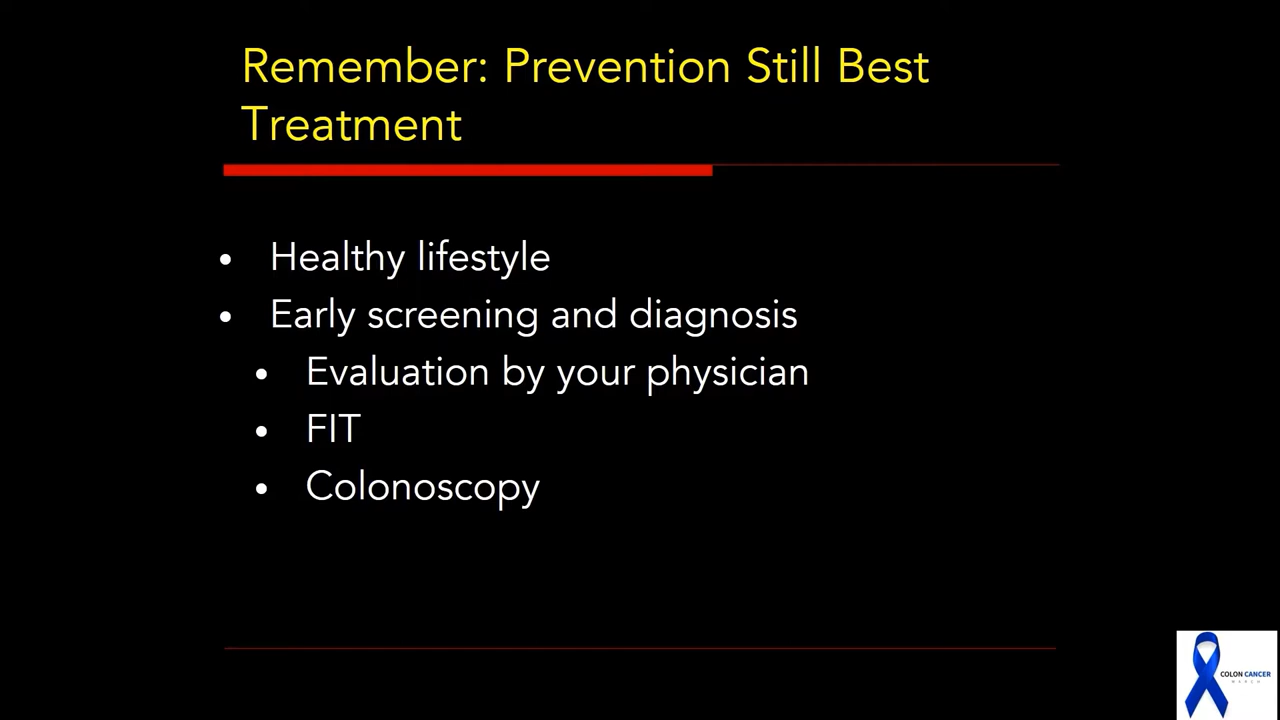 Remember: Prevention Still Best
Treatment
• Healthy lifestyle
• Early screening and diagnosis
• Evaluation by your physician
• FIT
• Colonoscopy
COLON CANCER
MARCH